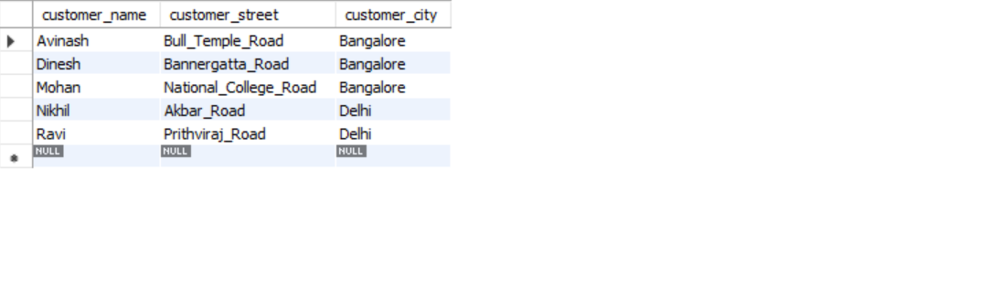 customer_name customer_street customer_city
Avinash Bull_Temple_Road Bangalore
Dinesh Bannergatta_Road Bangalore
Mohan National_College_Road Bangalore
Nikhil Akbar_Road Delhi
Ravi Prithviraj_Road Delhi
NULL NULL NULL